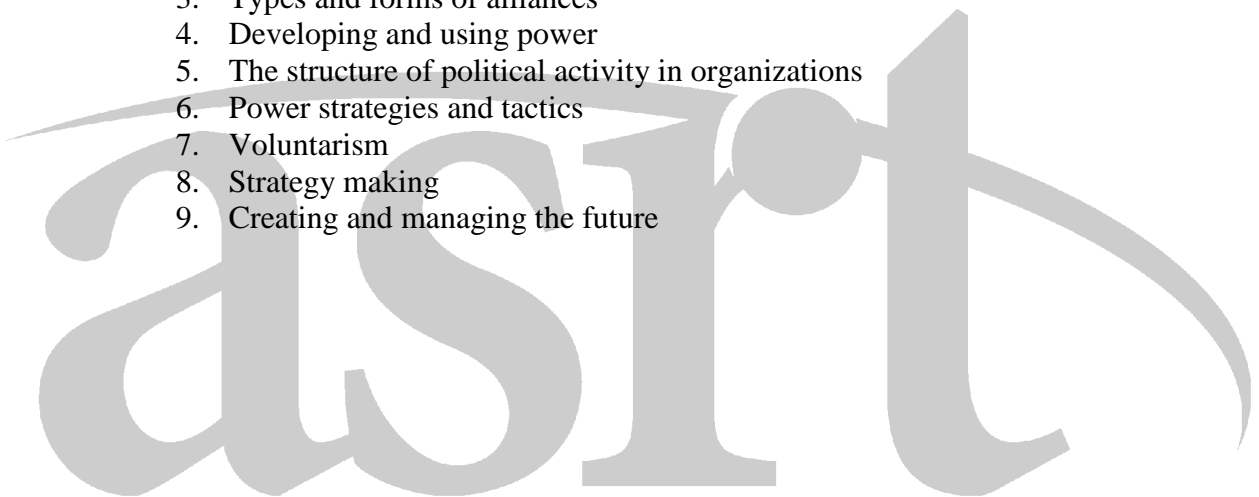 3. Types and forms of alliances
4. Developing and using power
5. The structure of political activity in organizations
6. Power strategies and tactics
7. Voluntarism
8. Strategy making
9. Creating and managing the future
asrt